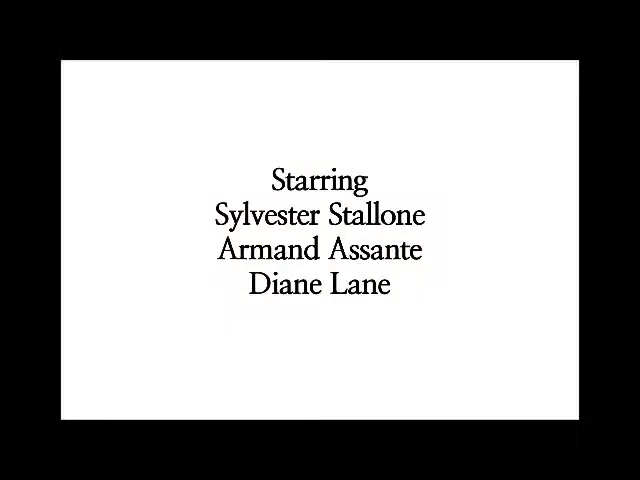 Starring
Sylvester Stallone
Armand Assante
Diane Lane